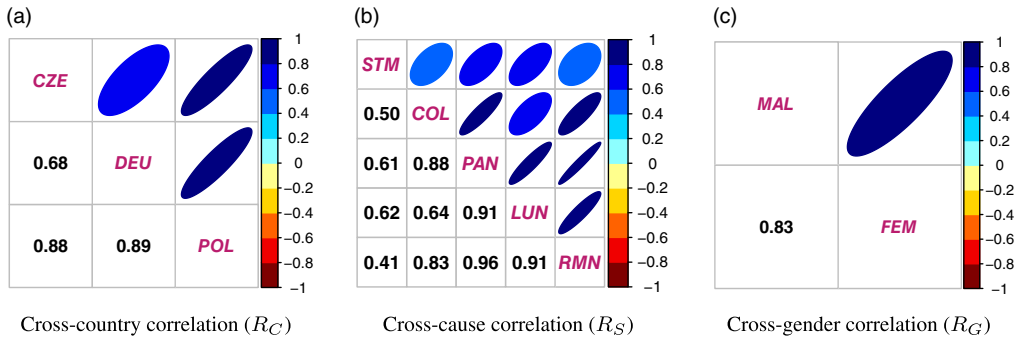 (a)
CZE
0.68 DEU
0.88 0.89 POL
1
0.8
0.6
0.4
0.2
0
−0.2
−0.4
−0.6
−0.8
−1
Cross-country correlation (R_C)
(b)
STM
0.50 COL
0.61 0.88 PAN
0.62 0.64 0.91 LUN
0.41 0.83 0.96 0.91 RMN
1
0.8
0.6
0.4
0.2
0
−0.2
−0.4
−0.6
−0.8
−1
Cross-cause correlation (R_S)
(c)
MAL
0.83 FEM
1
0.8
0.6
0.4
0.2
0
−0.2
−0.4
−0.6
−0.8
−1
Cross-gender correlation (R_G)